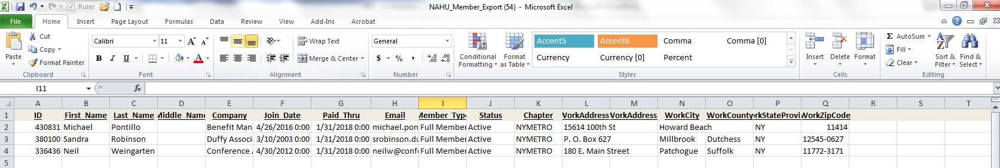 Ruler
NAHU_Member_Export (54) - Microsoft Excel
File Home Insert Page Layout Formulas Data Review View Add-Ins Acrobat
Paste Cut Copy Format Painter Clipboard
Calibri 11 B I U A Font
Wrap Text Merge & Center Alignment
General $ % , Number
Conditional Formatting Format as Table
Accent5 Accent6 Comma Comma [0]
Currency Currency [0] Percent
Styles
Insert Delete Format Cells
Σ AutoSum Fill Clear Sort & Filter Find & Select Editing
I11 fx
A B C D E F G H I J K L M N O P Q R S T
1 ID First_Name Last_Name Middle_Name Company Join_Date Paid_Thru Email Member_Type Status Chapter WorkAddress WorkAddress WorkCity WorkCounty rkStateProvi WorkZipCode
2 430831 Michael Pontillo Benefit Man 4/26/2016 0:00 1/31/2018 0:00 michael.pon Full Member Active NYMETRO 15614 100th St Howard Beach NY 11414
3 380100 Sandra Robinson Duffy Associ 3/10/2003 0:00 1/31/2018 0:00 srobinson.du Full Member Active NYMETRO P. O. Box 627 Millbrook Dutchess NY 12545-0627
4 336436 Neil Weingarten Conference A 4/30/2012 0:00 1/31/2018 0:00 neilw@confe Full Member Active NYMETRO 180 E. Main Street Patchogue Suffolk NY 11772-3171
5